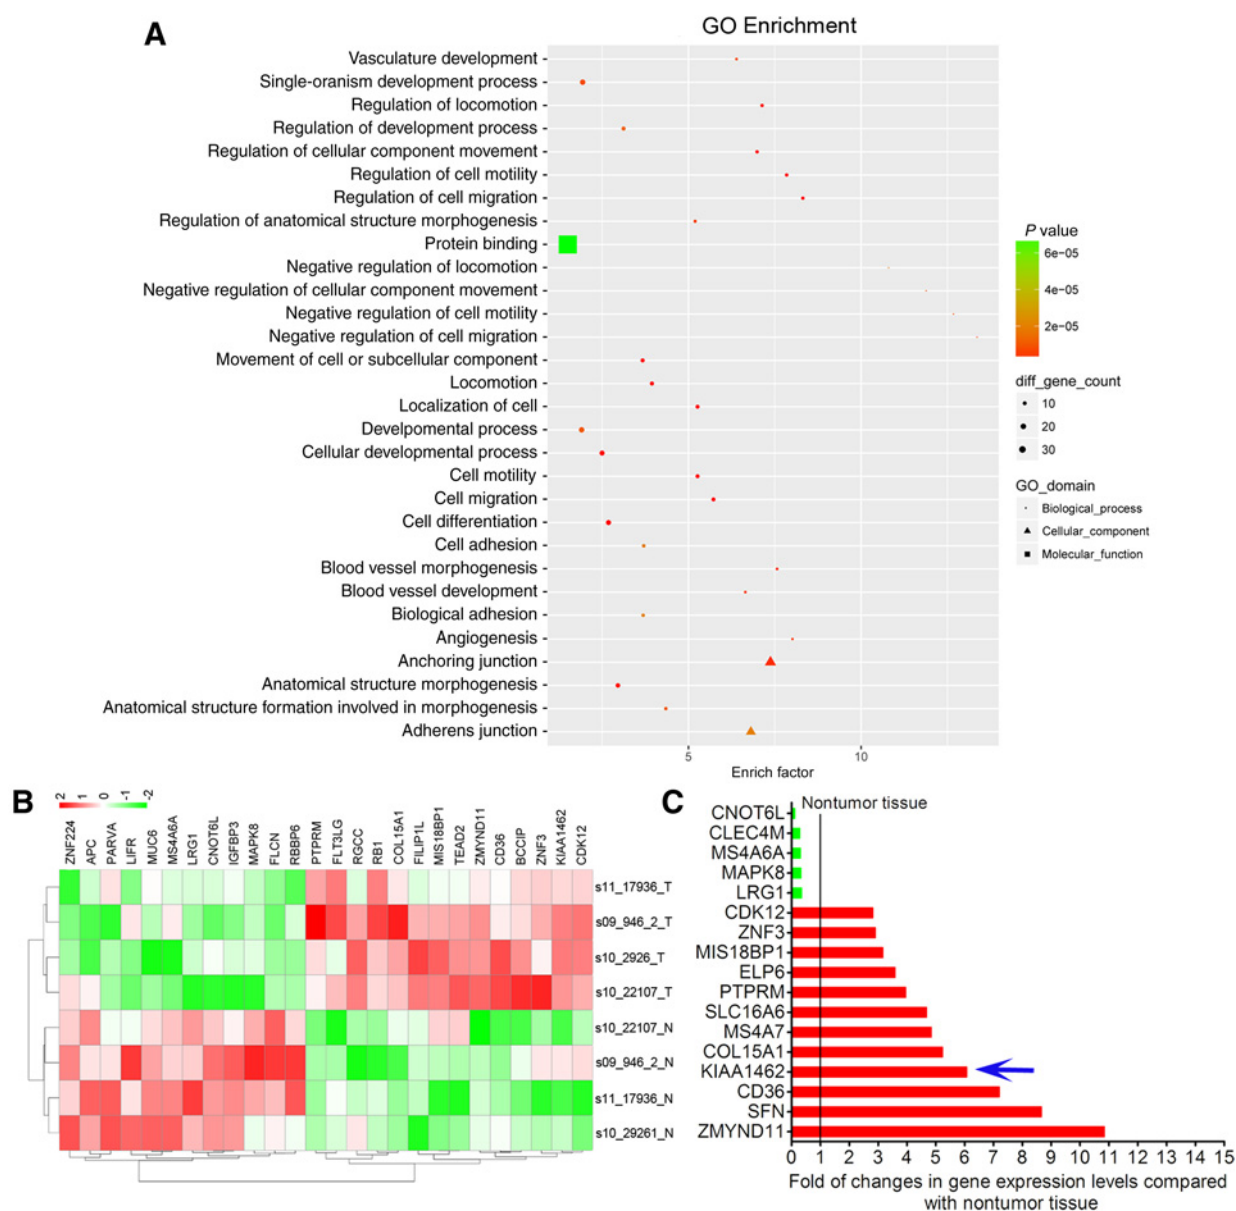 A
GO Enrichment
Vasculature development
Single-oranism development process
Regulation of locomotion
Regulation of development process
Regulation of cellular component movement
Regulation of cell motility
Regulation of cell migration
Regulation of anatomical structure morphogenesis
Protein binding
Negative regulation of locomotion
Negative regulation of cellular component movement
Negative regulation of cell motility
Negative regulation of cell migration
Movement of cell or subcellular component
Locomotion
Localization of cell
Develpomental process
Cellular developmental process
Cell motility
Cell migration
Cell differentiation
Cell adhesion
Blood vessel morphogenesis
Blood vessel development
Biological adhesion
Angiogenesis
Anchoring junction
Anatomical structure morphogenesis
Anatomical structure formation involved in morphogenesis
Adherens junction
5 10
Enrich factor
P value
6e-05
4e-05
2e-05
diff_gene_count
10
20
30
GO_domain
Biological_process
Cellular_component
Molecular_function
B
2 1 0 -1 -2
ZNF224
APC
PARVA
LIFR
MUC6
MS4A6A
LRG1
CNOT6L
IGFBP3
MAPK8
FLCN
RBBP6
PTPRM
FLT3LG
RGCC
RB1
COL15A1
FILIP1L
MIS18BP1
TEAD2
ZMYND11
CD36
BCCIP
ZNF3
KIAA1462
CDK12
s11_17936_T
s09_946_2_T
s10_2926_T
s10_22107_T
s10_22107_N
s09_946_2_N
s11_17936_N
s10_29261_N
C
Nontumor tissue
CNOT6L
CLEC4M
MS4A6A
MAPK8
LRG1
CDK12
ZNF3
MIS18BP1
ELP6
PTPRM
SLC16A6
MS4A7
COL15A1
KIAA1462
CD36
SFN
ZMYND11
0 1 2 3 4 5 6 7 8 9 10 11 12 13 14 15
Fold of changes in gene expression levels compared
with nontumor tissue